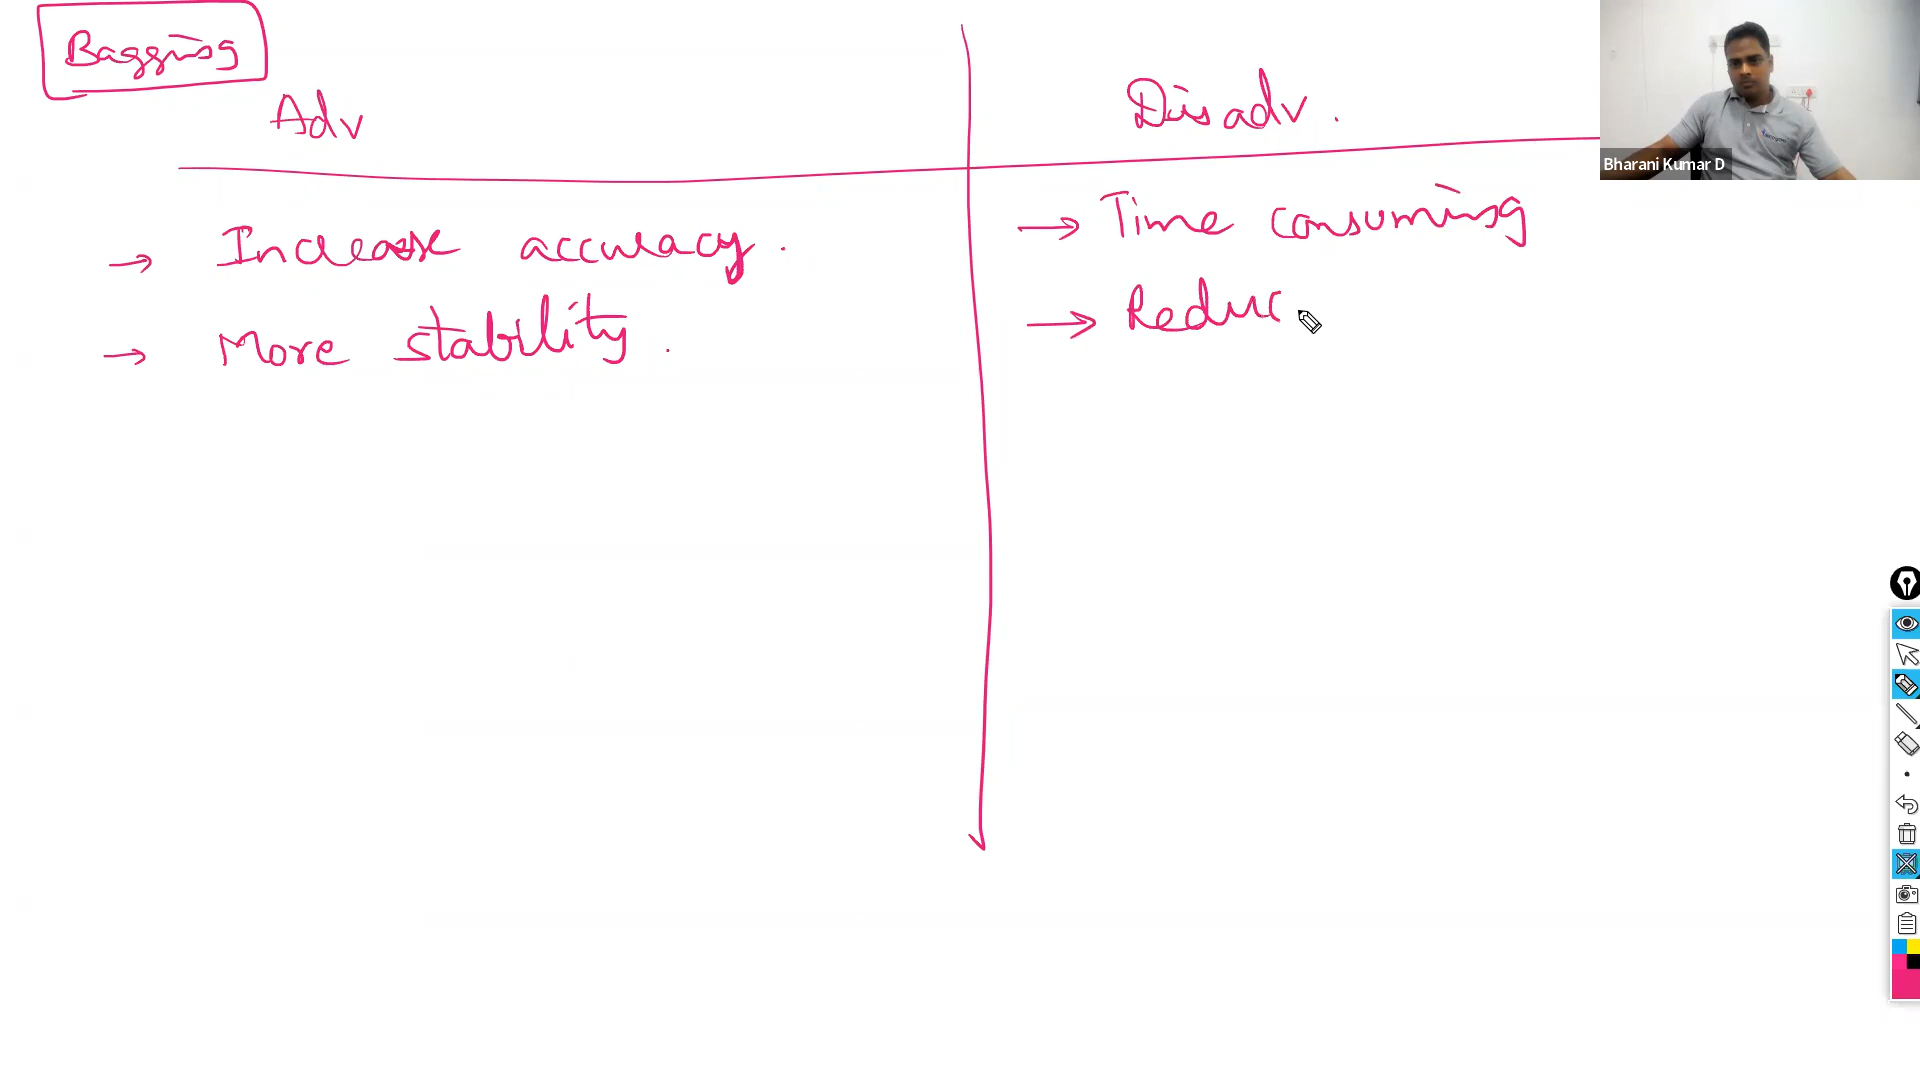 Bagging
Adv
Disadv.
→ Increase accuracy.
→ More stability.
→ Time consuming
→ Reduc
Bharani Kumar D